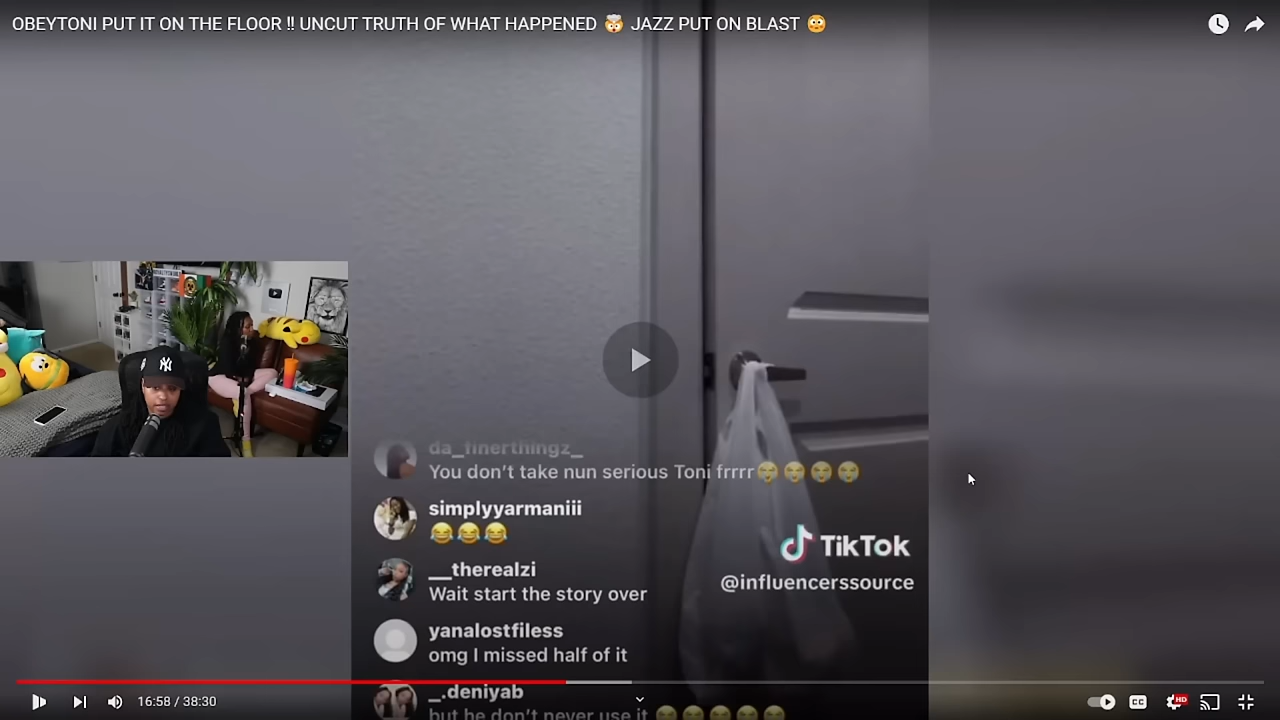 OBEYTONI PUT IT ON THE FLOOR ‼ UNCUT TRUTH OF WHAT HAPPENED 🤯 JAZZ PUT ON BLAST 😳
da_finerthingz_
You don’t take nun serious Toni frrrr😭😭😭😭
simplyyarmaniii
😂😂😂
__therealzi
Wait start the story over
TikTok
@influencerssource
yanalostfiless
omg I missed half of it
_.deniyab
but he don’t never use it 😭😭😭😭😭
16:58 / 38:30
CC
HD